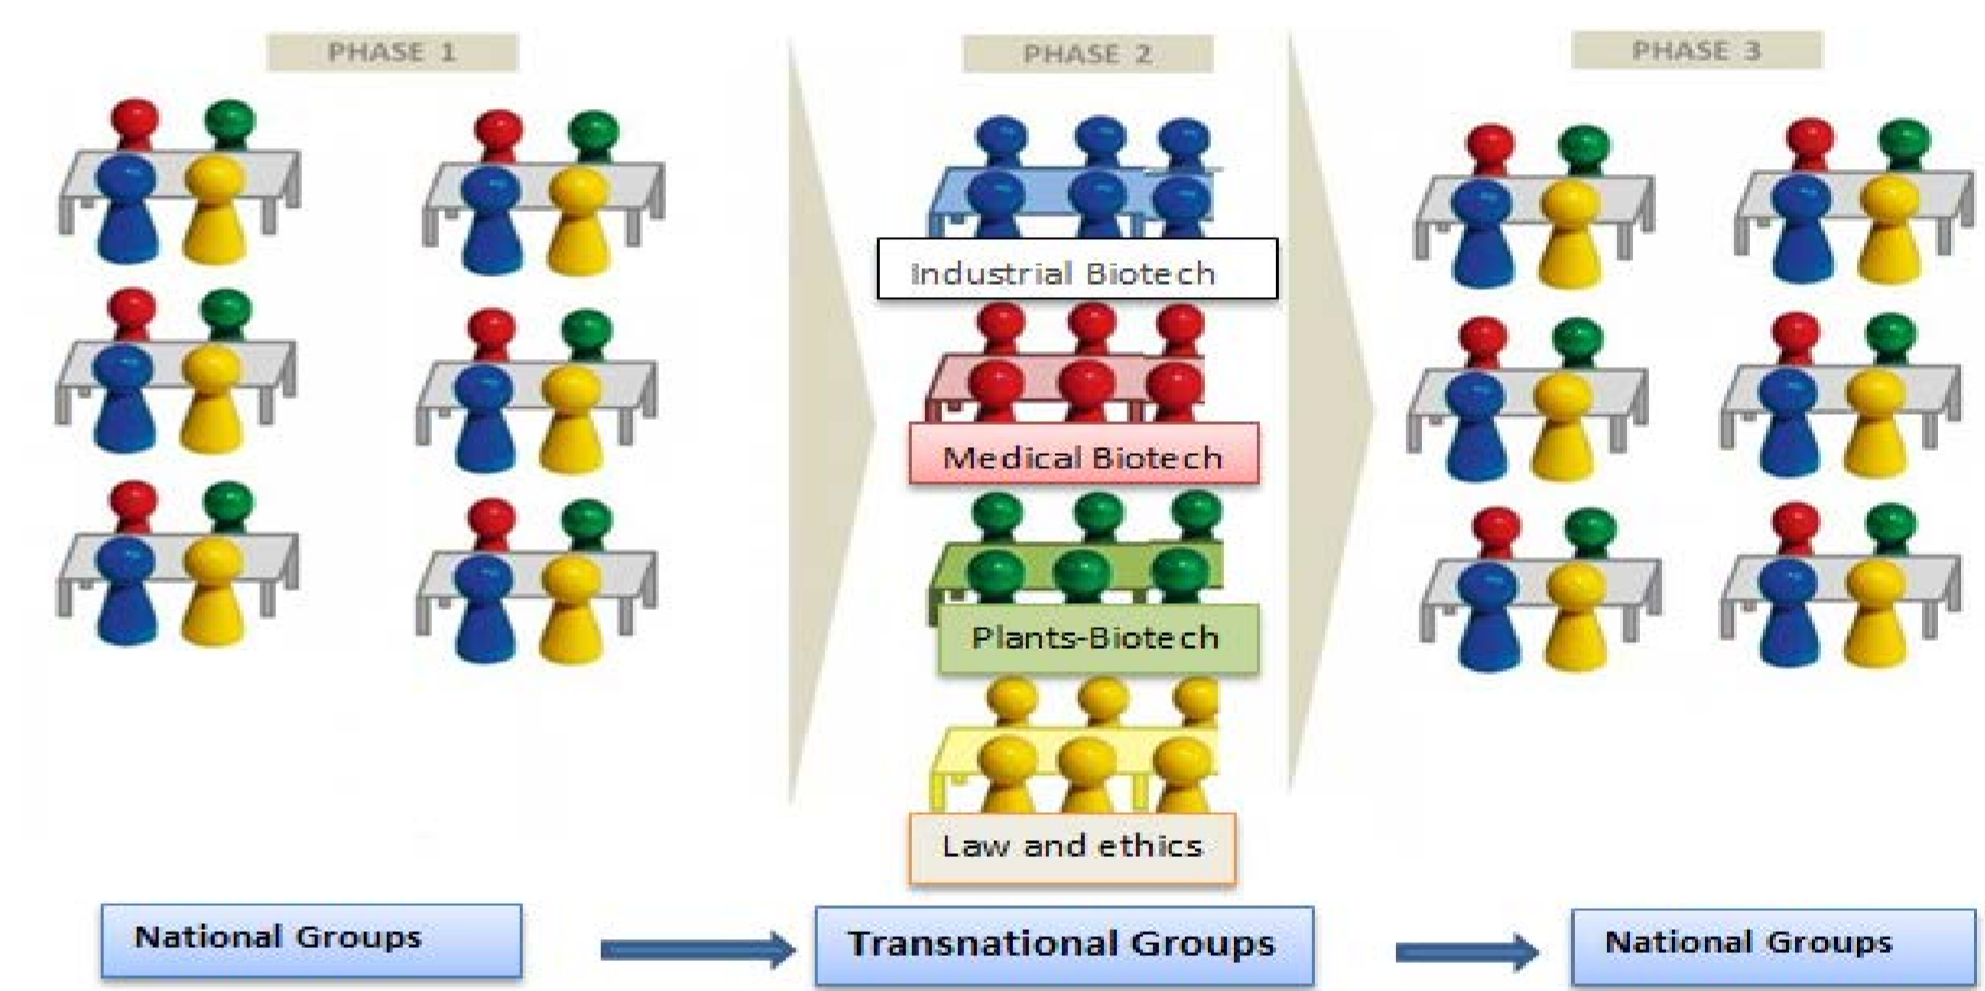 PHASE 1
PHASE 2
PHASE 3
Industrial Biotech
Medical Biotech
Plants-Biotech
Law and ethics
National Groups
Transnational Groups
National Groups